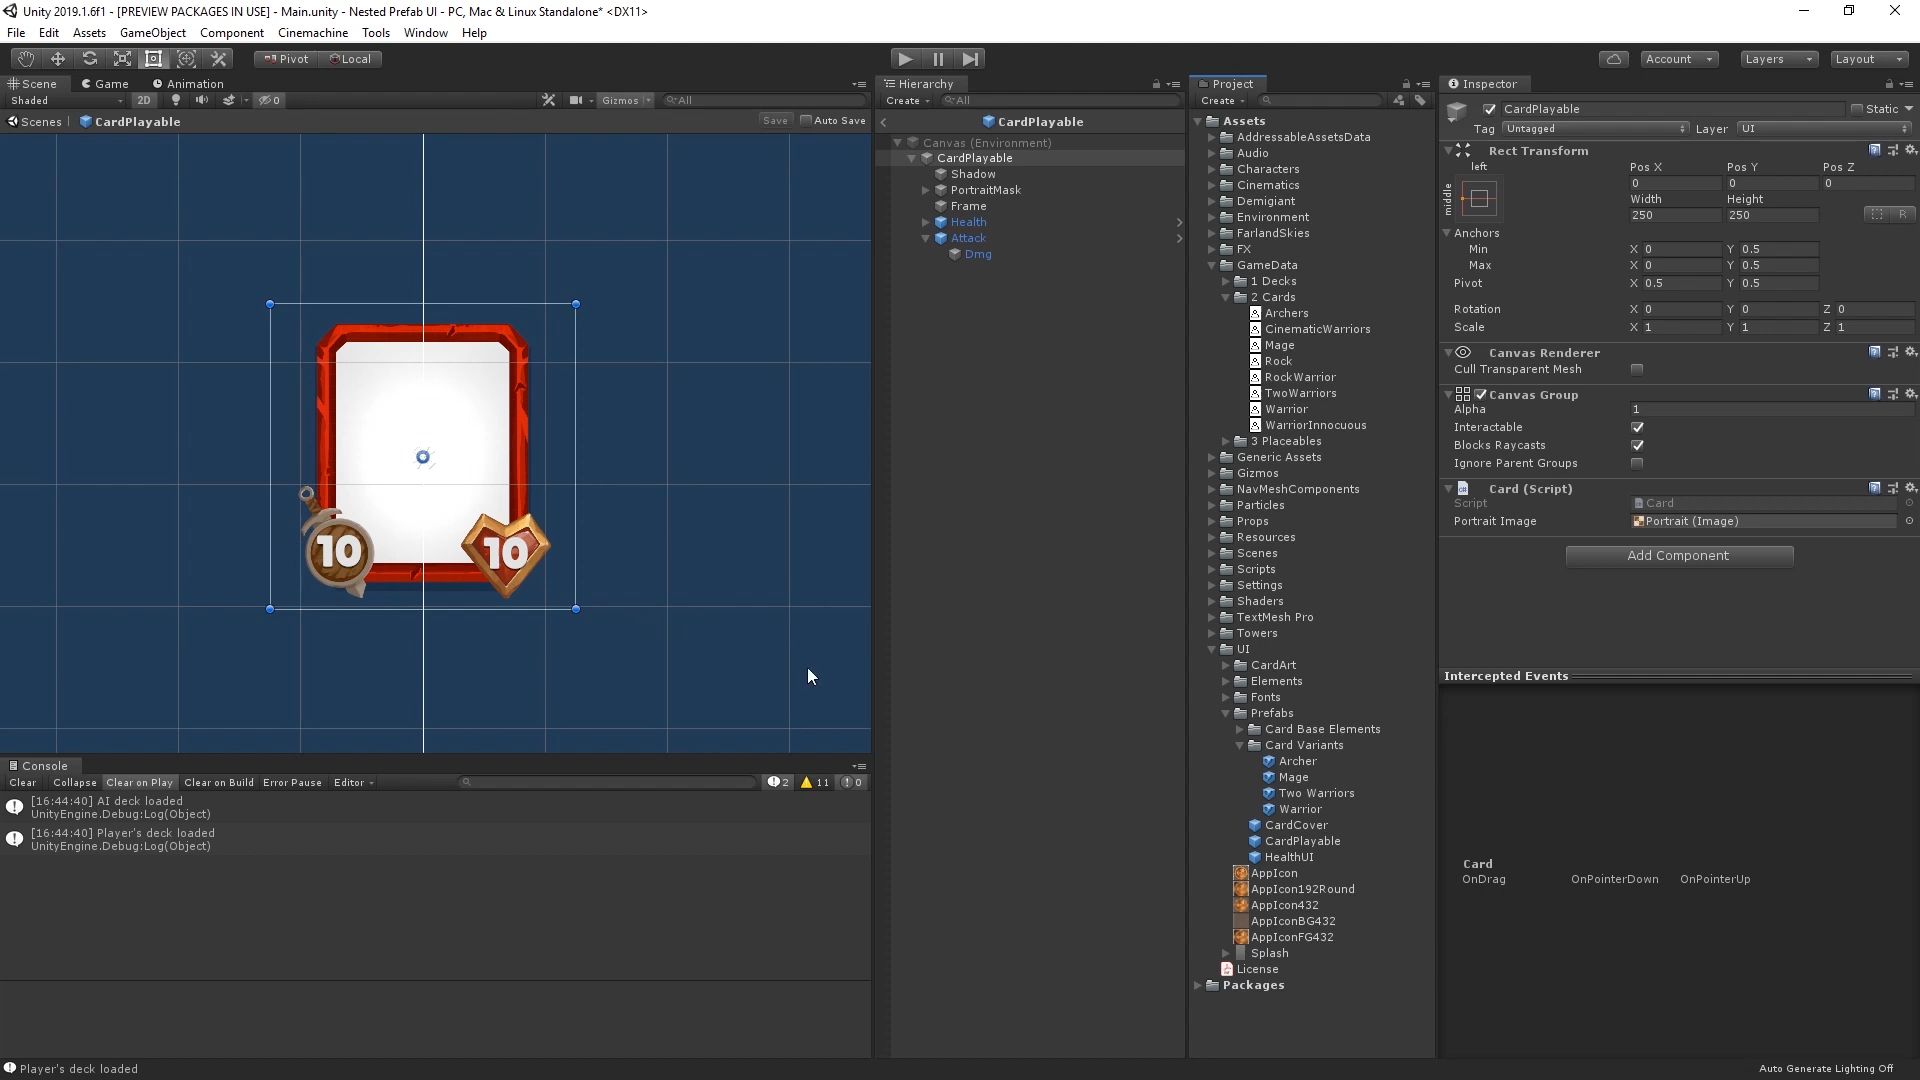 Unity 2019.1.6f1 - [PREVIEW PACKAGES IN USE] - Main.unity - Nested Prefab UI - PC, Mac & Linux Standalone* <DX11>
File Edit Assets GameObject Component Cinemachine Tools Window Help
Pivot Local Account Layers Layout
Scene Game Animation
Shaded 2D 0 Gizmos All
Scenes CardPlayable Save Auto Save
10 10
Console
Clear Collapse Clear on Play Clear on Build Error Pause Editor 2 11 0
[16:44:40] AI deck loaded
UnityEngine.Debug:Log(Object)
[16:44:40] Player's deck loaded
UnityEngine.Debug:Log(Object)
Player's deck loaded
Hierarchy
Create All
CardPlayable
Canvas (Environment)
CardPlayable
Shadow
PortraitMask
Frame
Health
Attack
Dmg
Project
Create
Assets
AddressableAssetsData
Audio
Characters
Cinematics
Demigiant
Environment
FarlandSkies
FX
GameData
1 Decks
2 Cards
Archers
CinematicWarriors
Mage
Rock
RockWarrior
TwoWarriors
Warrior
WarriorInnocuous
3 Placeables
Generic Assets
Gizmos
NavMeshComponents
Particles
Props
Resources
Scenes
Scripts
Settings
Shaders
TextMesh Pro
Towers
UI
CardArt
Elements
Fonts
Prefabs
Card Base Elements
Card Variants
Archer
Mage
Two Warriors
Warrior
CardCover
CardPlayable
HealthUI
AppIcon
AppIcon192Round
AppIcon432
AppIconBG432
AppIconFG432
Splash
License
Packages
Inspector
CardPlayable Static
Tag Untagged Layer UI
Rect Transform
left Pos X Pos Y Pos Z
middle 0 0 0
Width Height
250 250 R
Anchors
Min X 0 Y 0.5
Max X 0 Y 0.5
Pivot X 0.5 Y 0.5
Rotation X 0 Y 0 Z 0
Scale X 1 Y 1 Z 1
Canvas Renderer
Cull Transparent Mesh
Canvas Group
Alpha 1
Interactable
Blocks Raycasts
Ignore Parent Groups
Card (Script)
Script Card
Portrait Image Portrait (Image)
Add Component
Intercepted Events
Card
OnDrag OnPointerDown OnPointerUp
Auto Generate Lighting Off